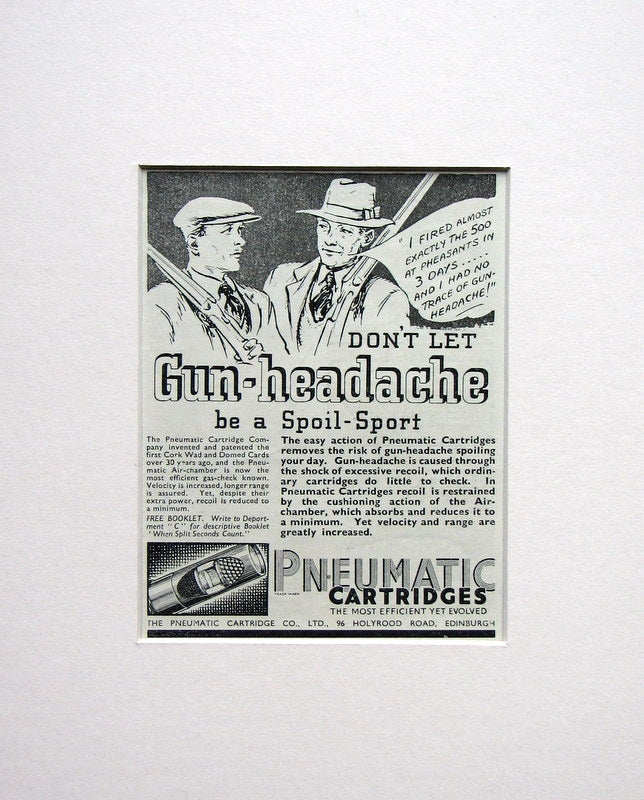 "I FIRED ALMOST
EXACTLY THE 500
AT PHEASANTS IN
3 DAYS.....
AND I HAD NO
TRACE OF GUN-
HEADACHE!"
DON'T LET
Gun-headache
be a Spoil-Sport
The Pneumatic Cartridge Com-
pany invented and patented the
first Cork Wad and Domed Cards
over 30 years ago, and the Pneu-
matic Air-chamber is now the
most efficient gas-check known.
Velocity is increased, longer range
is assured. Yet, despite their
extra power, recoil is reduced to
a minimum.
FREE BOOKLET. Write to Depart-
ment "C" for descriptive Booklet
"When Split Seconds Count."
The easy action of Pneumatic Cartridges
removes the risk of gun-headache spoiling
your day. Gun-headache is caused through
the shock of excessive recoil, which ordin-
ary cartridges do little to check. In
Pneumatic Cartridges recoil is restrained
by the cushioning action of the Air-
chamber, which absorbs and reduces it to
a minimum. Yet velocity and range are
greatly increased.
PNEUMATIC
TRADE MARK
CARTRIDGES
THE MOST EFFICIENT YET EVOLVED
THE PNEUMATIC CARTRIDGE CO., LTD., 96 HOLYROOD ROAD, EDINBURGH